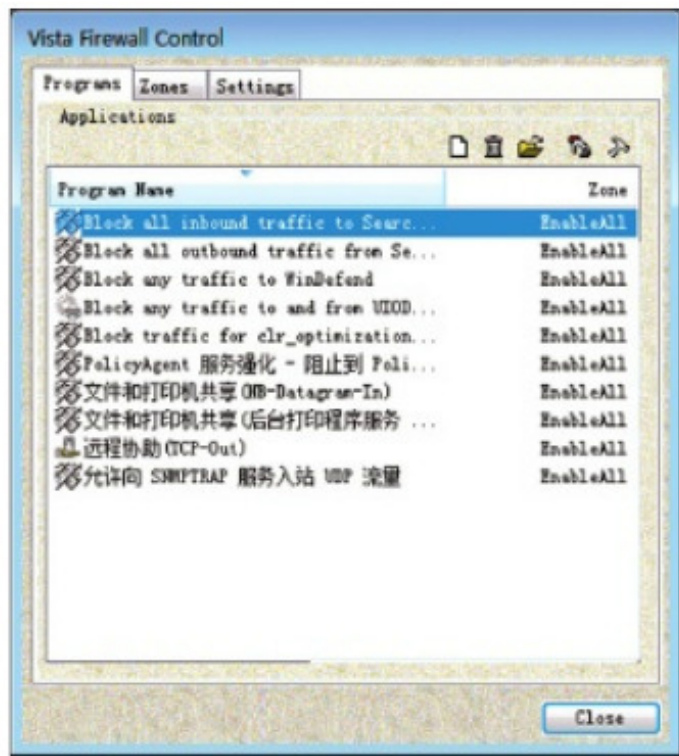 Vista Firewall Control
Programs Zones Settings
Applications
Program Name Zone
Block all inbound traffic to Searc... EnableAll
Block all outbound traffic from Se... EnableAll
Block any traffic to WinDefend EnableAll
Block any traffic to and from UIOD... EnableAll
Block traffic for clr_optimization... EnableAll
PolicyAgent 服务强化 - 阻止到 Poli... EnableAll
文件和打印机共享(NB-Datagram-In) EnableAll
文件和打印机共享(后台打印程序服务 ... EnableAll
远程协助(TCP-Out) EnableAll
允许向 SNMPTRAP 服务入站 UDP 流量 EnableAll
Close